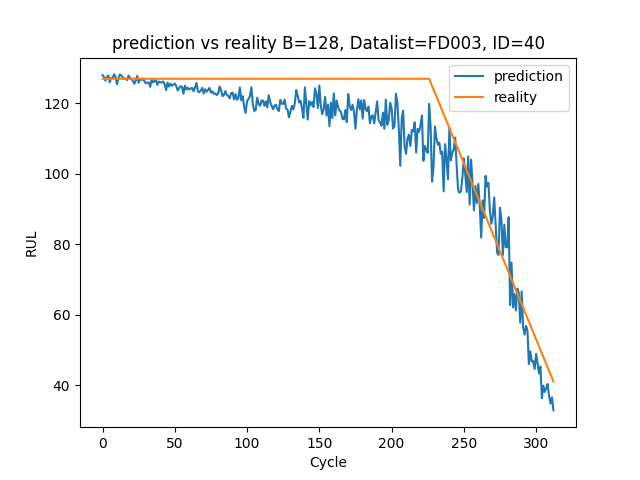 prediction vs reality B=128, Datalist=FD003, ID=40
prediction
reality
RUL
120
100
80
60
40
0 50 100 150 200 250 300
Cycle